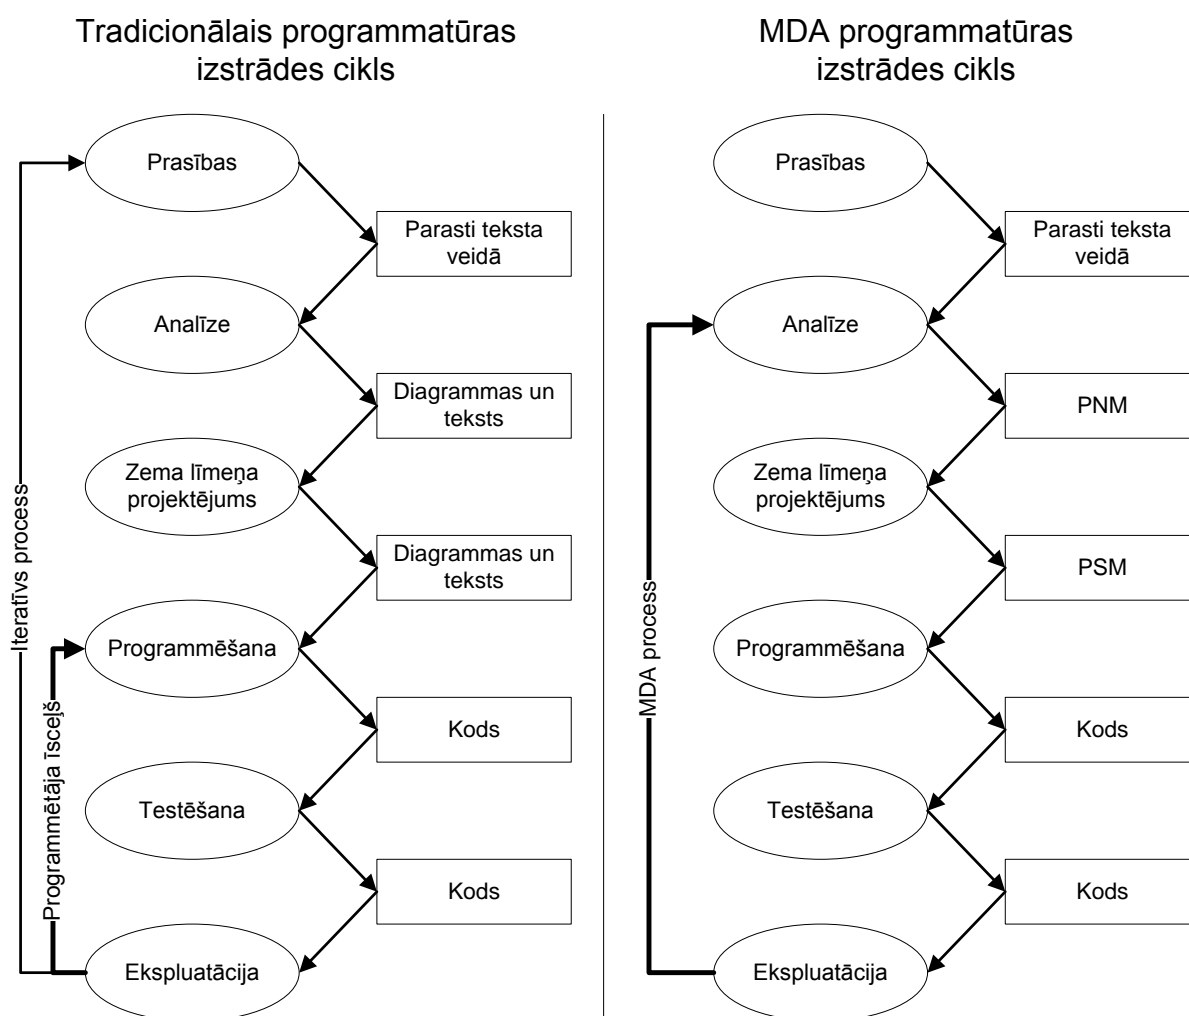 Tradicionālais programmatūras
izstrādes cikls
Prasības
Parasti teksta
veidā
Analīze
Diagrammas un
teksts
Zema līmeņa
projektējums
Diagrammas un
teksts
Programmēšana
Kods
Testēšana
Kods
Ekspluatācija
Iteratīvs process
Programmētāja īsceļš
MDA programmatūras
izstrādes cikls
Prasības
Parasti teksta
veidā
Analīze
PNM
Zema līmeņa
projektējums
PSM
Programmēšana
Kods
Testēšana
Kods
Ekspluatācija
MDA process